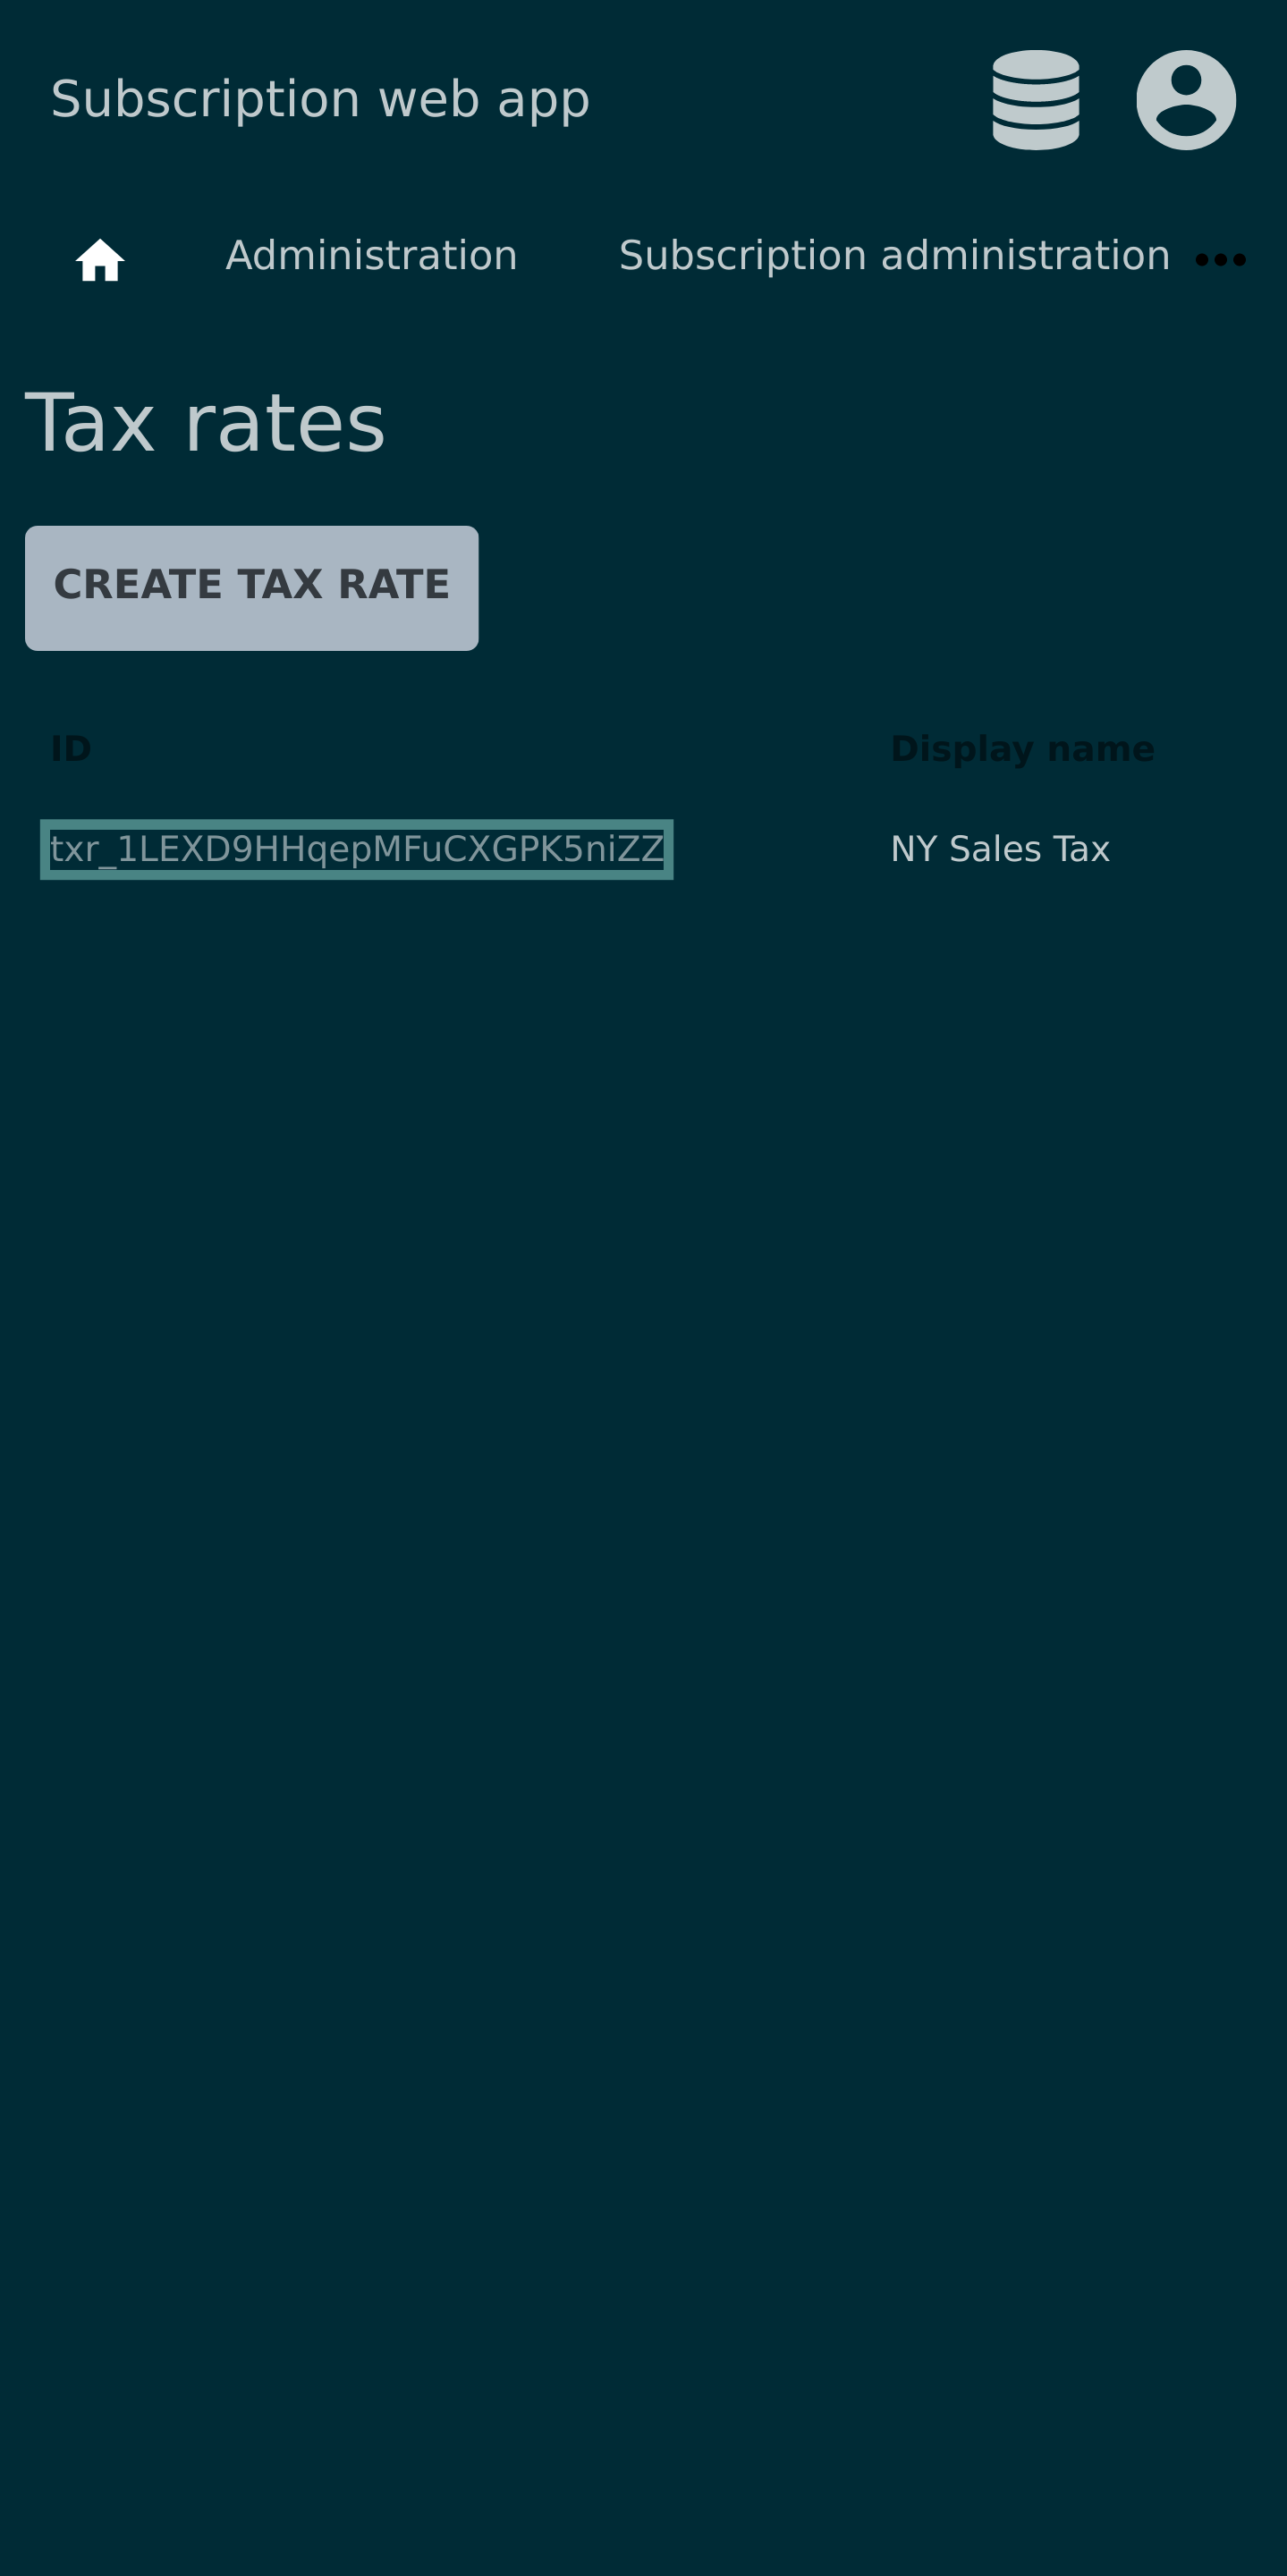 Subscription web app
Administration Subscription administration
Tax rates
CREATE TAX RATE
ID Display name
txr_1LEXD9HHqepMFuCXGPK5niZZ NY Sales Tax